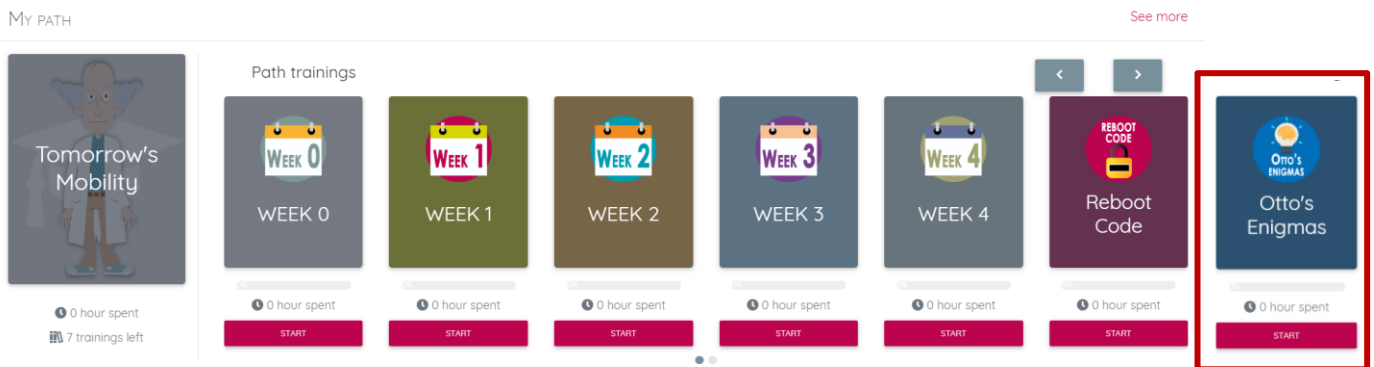 My path
See more
Path trainings
Tomorrow's
Mobility
0 hour spent
7 trainings left
Week 0
WEEK 0
0 hour spent
START
Week 1
WEEK 1
0 hour spent
START
Week 2
WEEK 2
0 hour spent
START
Week 3
WEEK 3
0 hour spent
START
Week 4
WEEK 4
0 hour spent
START
REBOOT
CODE
Reboot
Code
0 hour spent
START
Otto's
ENIGMAS
Otto's
Enigmas
0 hour spent
START